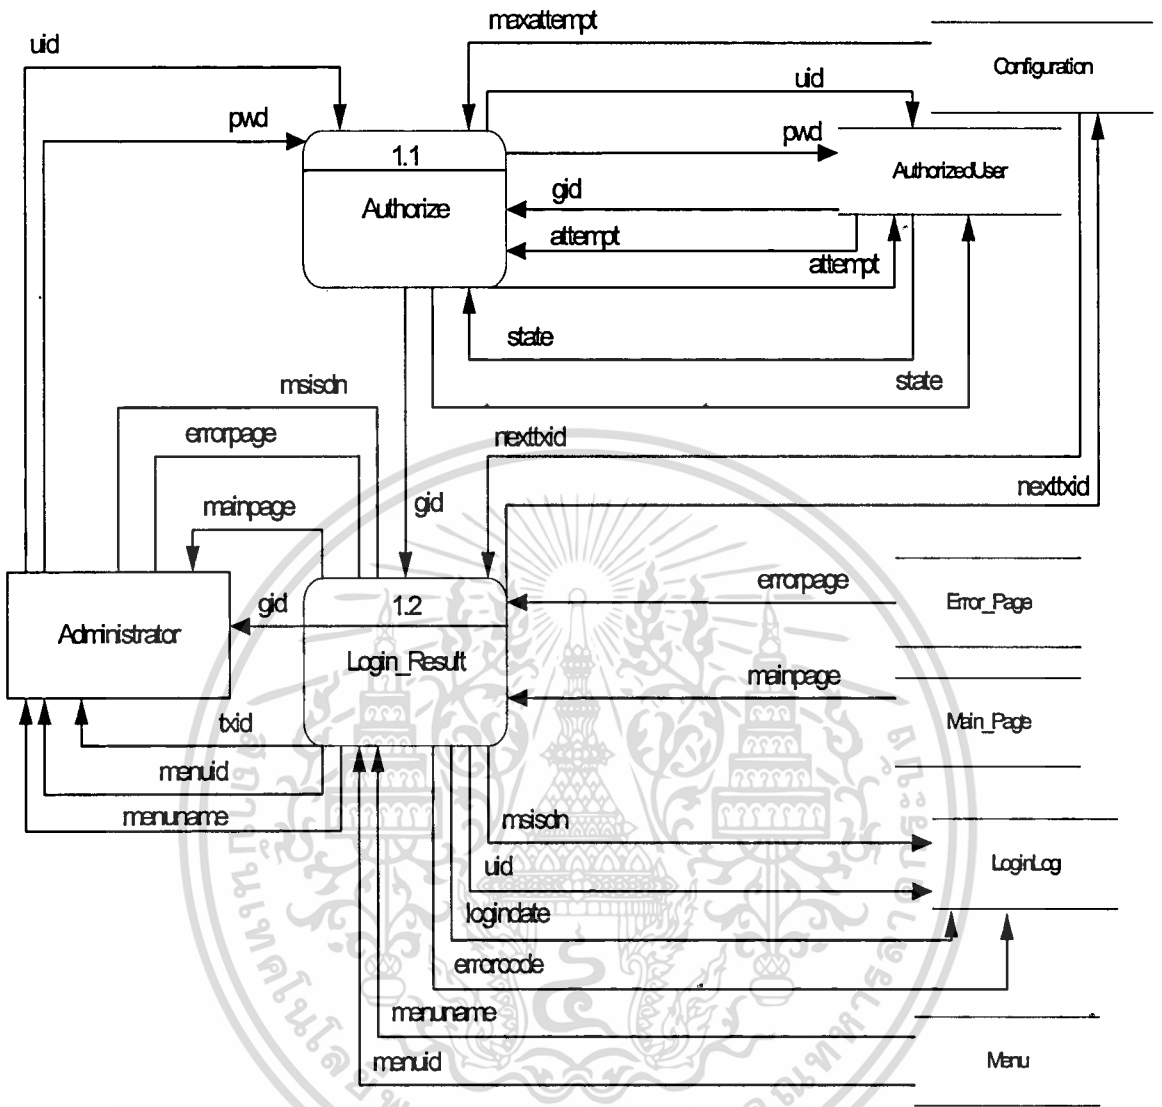 maxattempt
uid
Configuration
uid
pwd
pwd
1.1
AuthorizedUser
gid
Authorize
attempt
attempt
state
state
msisdn
errorpage
nexttxid
nexttxid
mainpage
gid
errorpage
gid
1.2
Error_Page
Administrator
Login_Result
mainpage
txid
Main_Page
menuid
menuname
msisdn
LoginLog
uid
logindate
errorcode
menuname
menuid
Menu